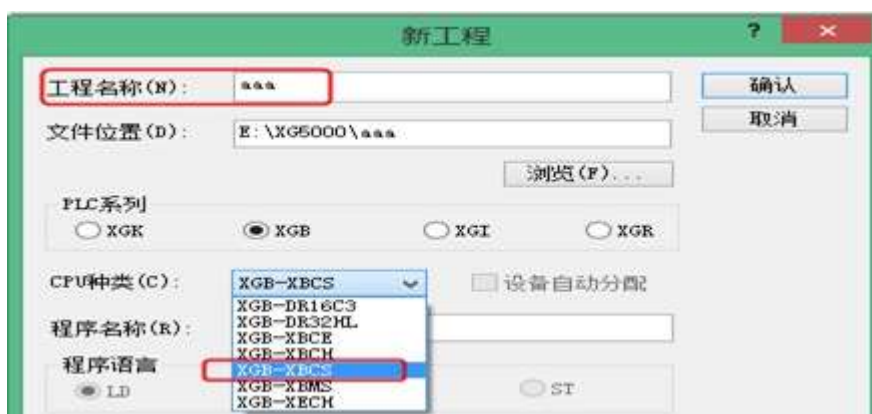 新工程
? ×
工程名称(N): aaa
确认
文件位置(D): E:\XG5000\aaa
取消
浏览(F)...
PLC系列
XGK XGB XGI XGR
CPU种类(C): XGB-XBCS 设备自动分配
XGB-DR16C3
XGB-DR32HL
程序名称(R):
XGB-XBCE
XGB-XBCH
程序语言
XGB-XBCS
LD XGB-XBMS ST
XGB-XECH